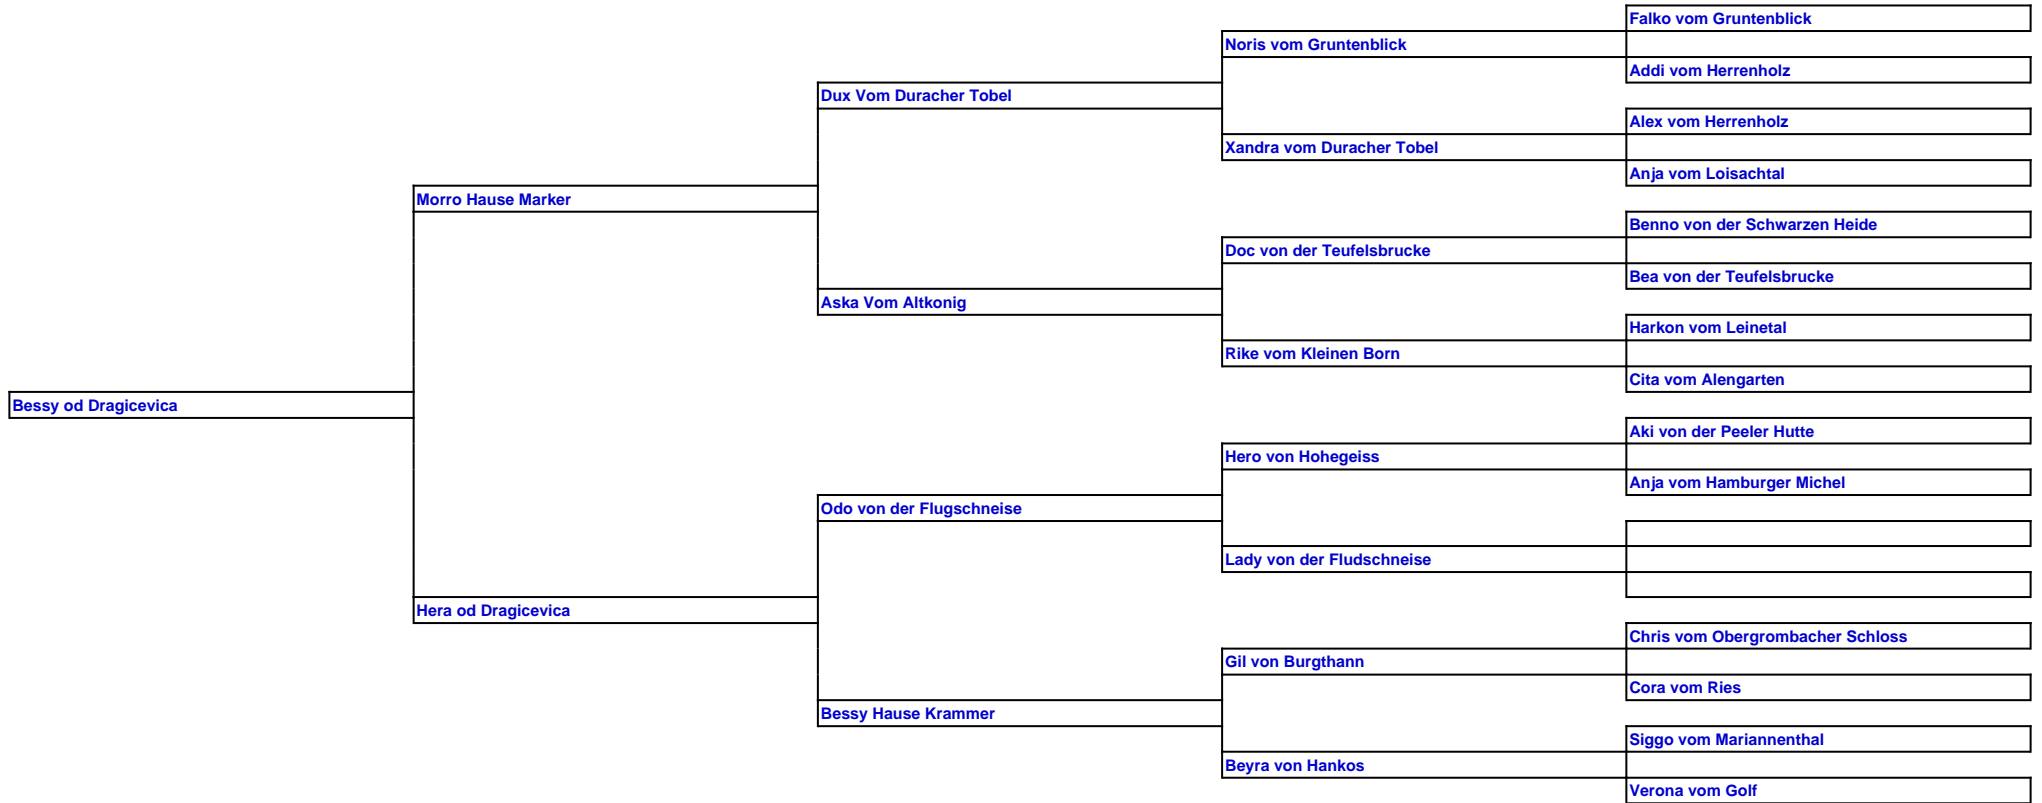 Falko vom Gruntenblick
Noris vom Gruntenblick
Addi vom Herrenholz
Dux Vom Duracher Tobel
Alex vom Herrenholz
Xandra vom Duracher Tobel
Anja vom Loisachtal
Morro Hause Marker
Benno von der Schwarzen Heide
Doc von der Teufelsbrucke
Bea von der Teufelsbrucke
Aska Vom Altkonig
Harkon vom Leinetal
Rike vom Kleinen Born
Cita vom Alengarten
Bessy od Dragicevica
Aki von der Peeler Hutte
Hero von Hohegeiss
Anja vom Hamburger Michel
Odo von der Flugschneise
Lady von der Fludschneise
Hera od Dragicevica
Chris vom Obergrombacher Schloss
Gil von Burgthann
Cora vom Ries
Bessy Hause Krammer
Siggo vom Mariannenthal
Beyra von Hankos
Verona vom Golf